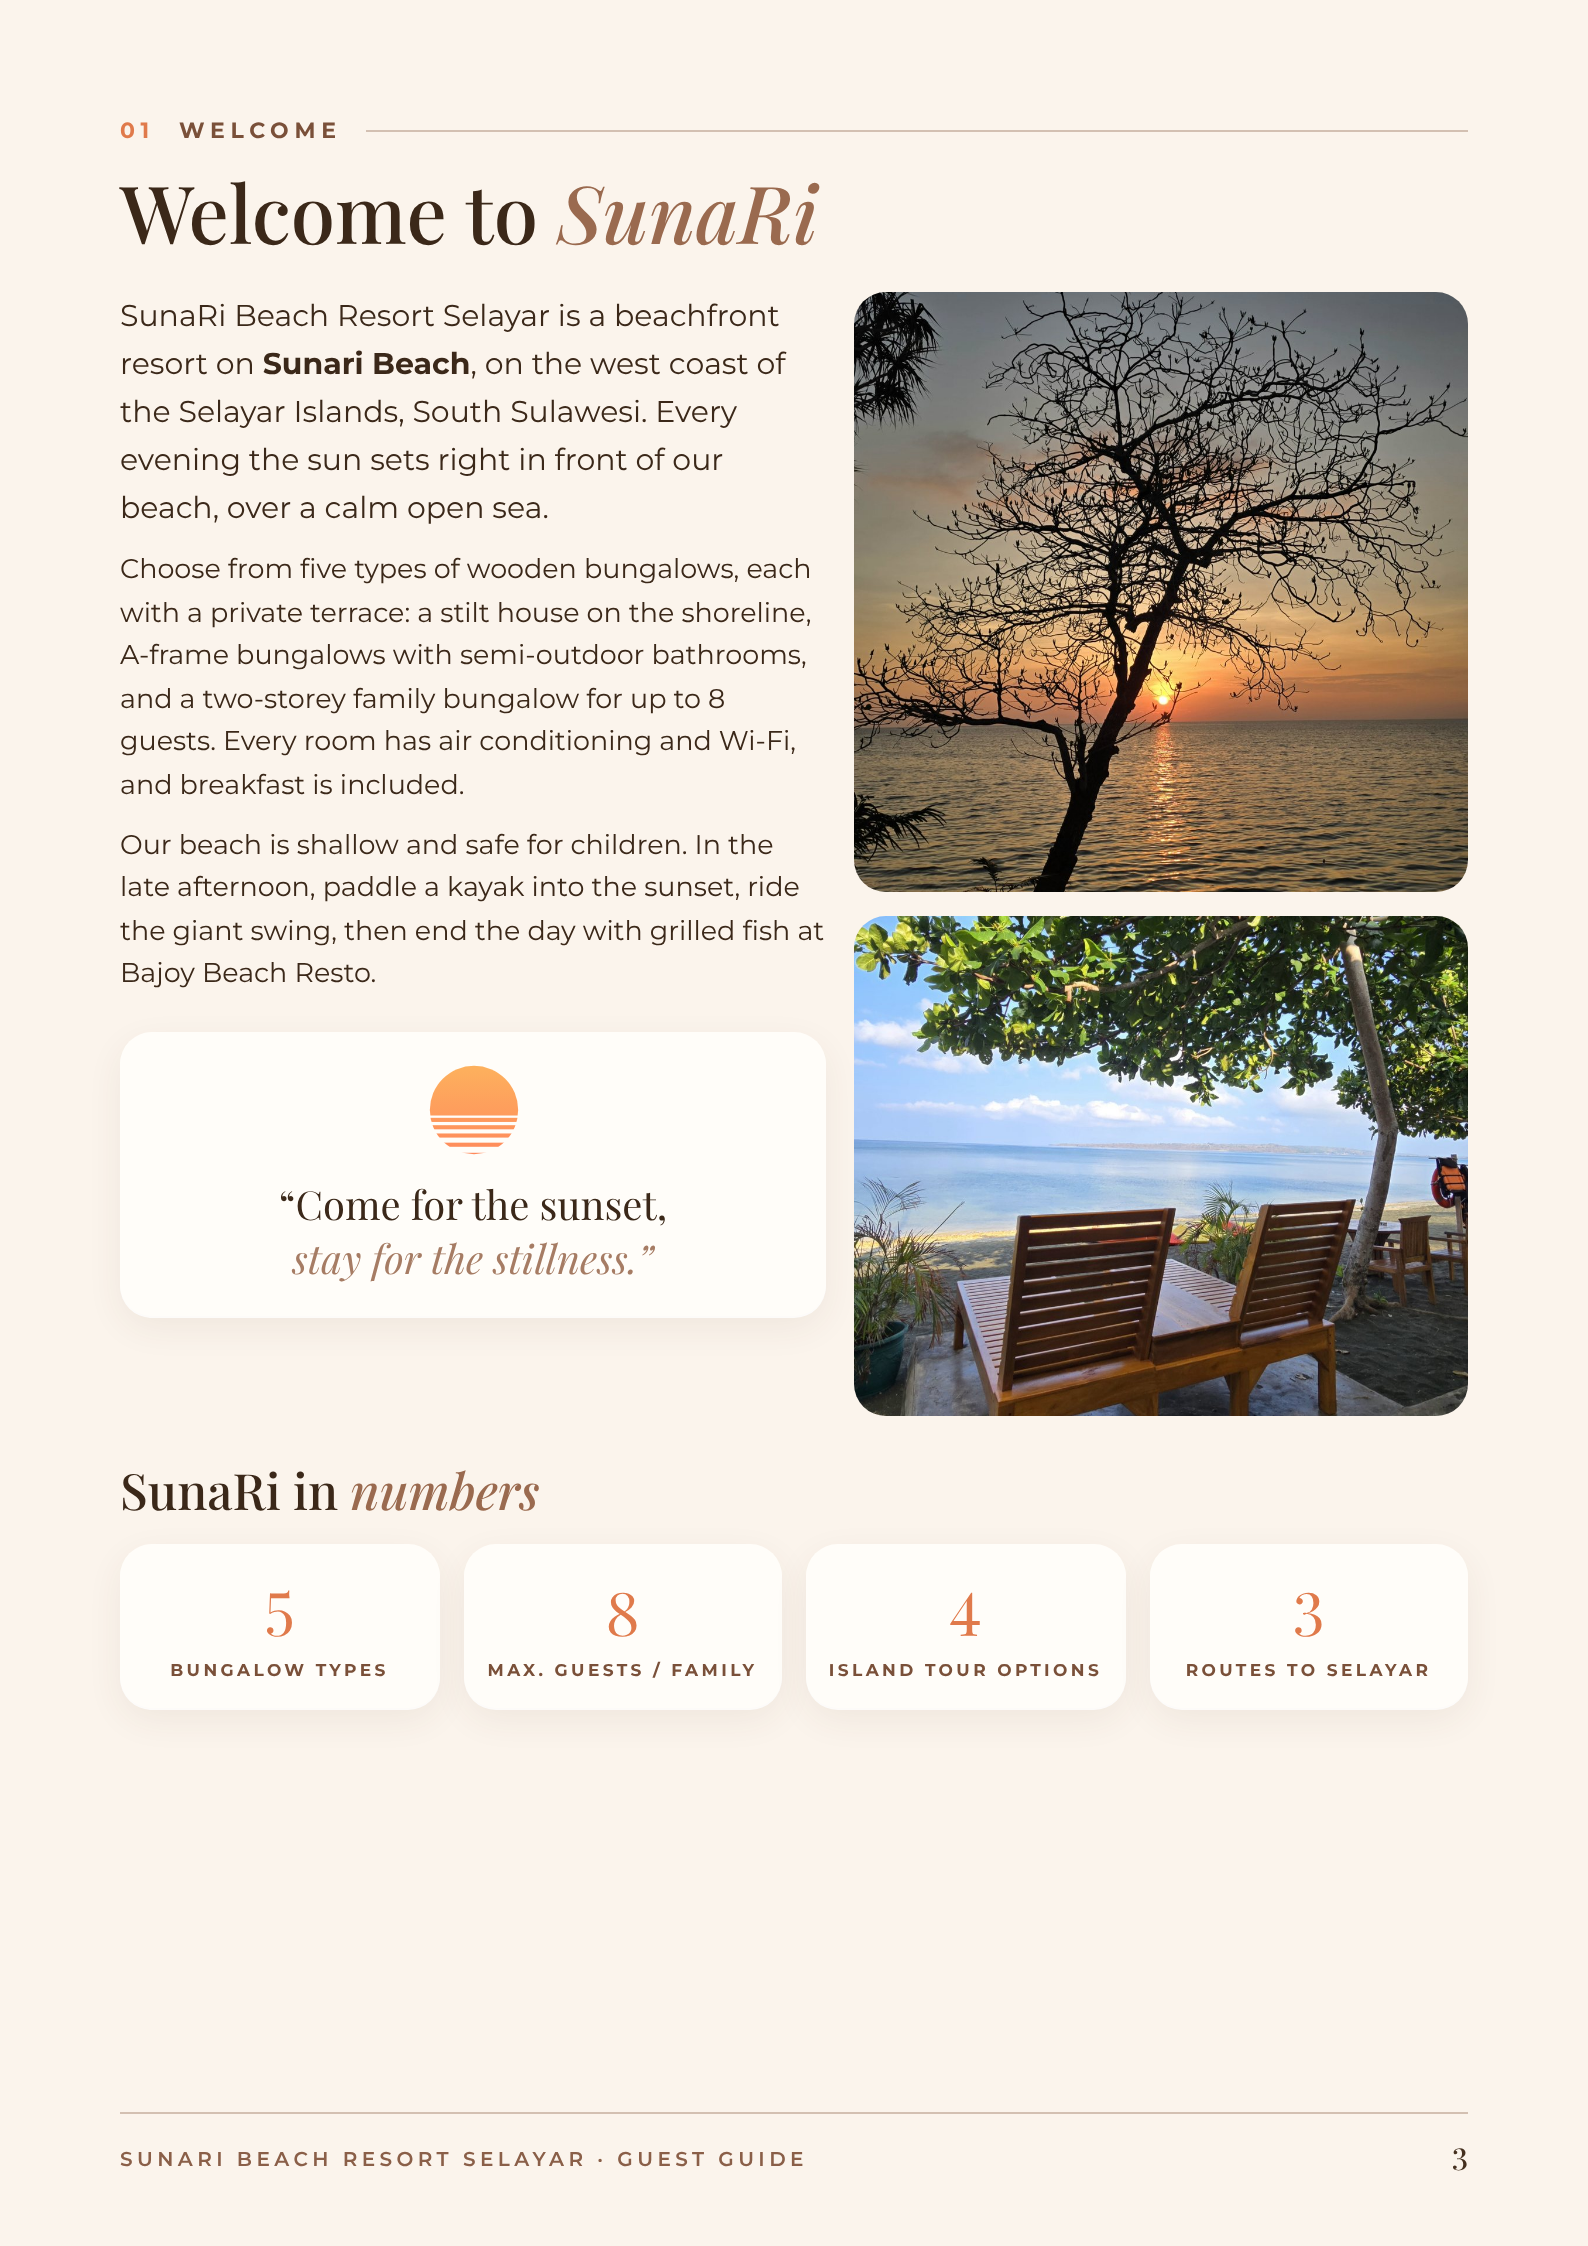 01 WELCOME
Welcome to SunaRi
SunaRi Beach Resort Selayar is a beachfront
resort on Sunari Beach, on the west coast of
the Selayar Islands, South Sulawesi. Every
evening the sun sets right in front of our
beach, over a calm open sea.
Choose from five types of wooden bungalows, each
with a private terrace: a stilt house on the shoreline,
A-frame bungalows with semi-outdoor bathrooms,
and a two-storey family bungalow for up to 8
guests. Every room has air conditioning and Wi-Fi,
and breakfast is included.
Our beach is shallow and safe for children. In the
late afternoon, paddle a kayak into the sunset, ride
the giant swing, then end the day with grilled fish at
Bajoy Beach Resto.
“Come for the sunset,
stay for the stillness.”
SunaRi in numbers
5
BUNGALOW TYPES
8
MAX. GUESTS / FAMILY
4
ISLAND TOUR OPTIONS
3
ROUTES TO SELAYAR
SUNARI BEACH RESORT SELAYAR · GUEST GUIDE
3